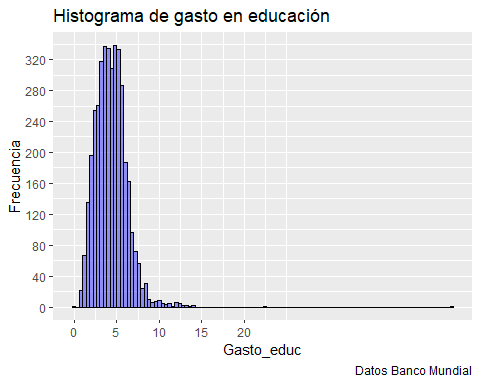 Histograma de gasto en educación
Frecuencia
320
280
240
200
160
120
80
40
0
0 5 10 15 20
Gasto_educ
Datos Banco Mundial